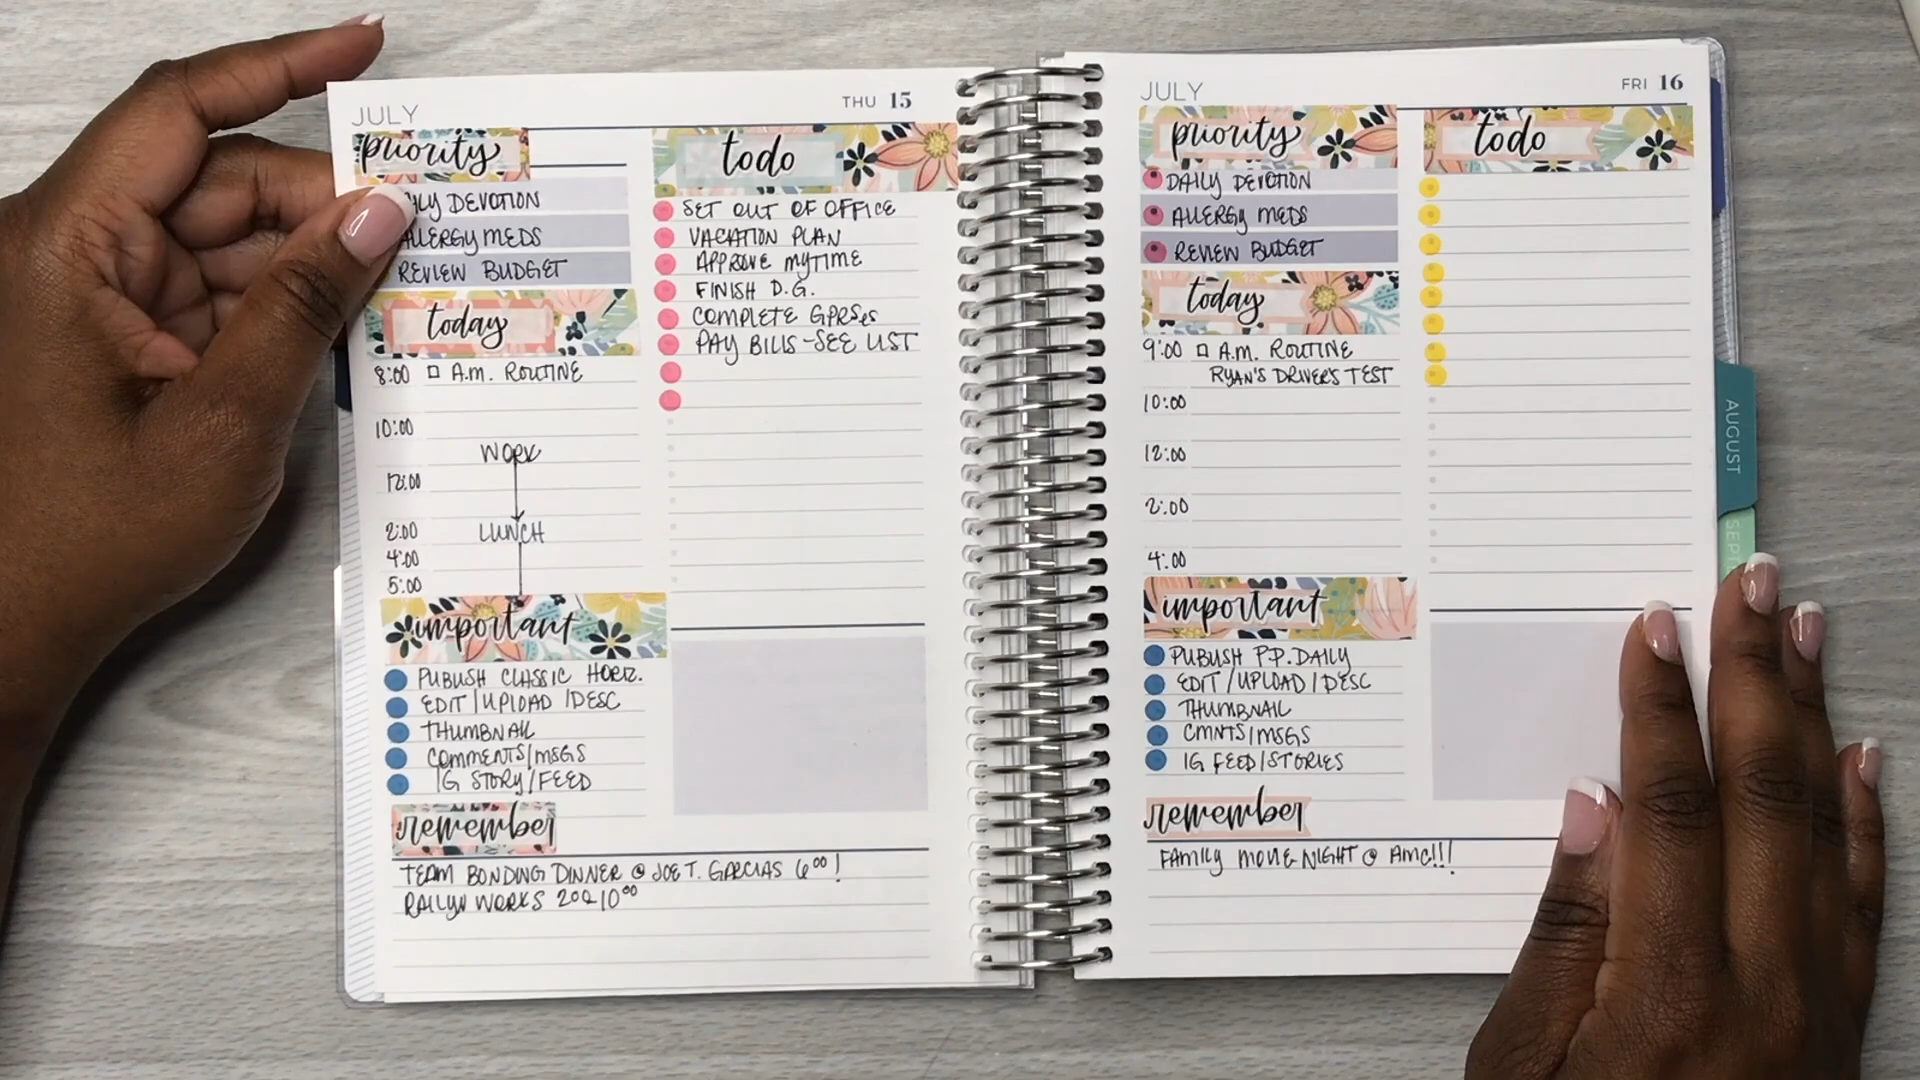 JULY
THU 15
priority
DAILY DEVOTION
ALLERGY MEDS
REVIEW BUDGET
today
8:00 A.M. ROUTINE
10:00
WORK
12:00
2:00 LUNCH
4:00
5:00
important
PUBLISH CLASSIC HORIZ.
EDIT/UPLOAD/DESC
THUMBNAIL
COMMENTS/MSGS
IG STORY/FEED
todo
SET OUT OF OFFICE
VACATION PLAN
APPROVE MYTIME
FINISH D.G.
COMPLETE GPRSes
PAY BILLS-SEE LIST
remember
TEAM BONDING DINNER @ JOE T. GARCIAS 6:00!
WORKS
JULY
FRI 16
priority
DAILY DEVOTION
ALLERGY MEDS
REVIEW BUDGET
today
9:00 A.M. ROUTINE
RYAN'S DRIVER'S TEST
10:00
12:00
2:00
4:00
important
PUBLISH P.P. DAILY
EDIT/UPLOAD/DESC
THUMBNAIL
CMNTS/MSGS
IG FEED/STORIES
todo
remember
FAMILY MOVIE NIGHT @ AMC!!!
AUGUST
SEPT